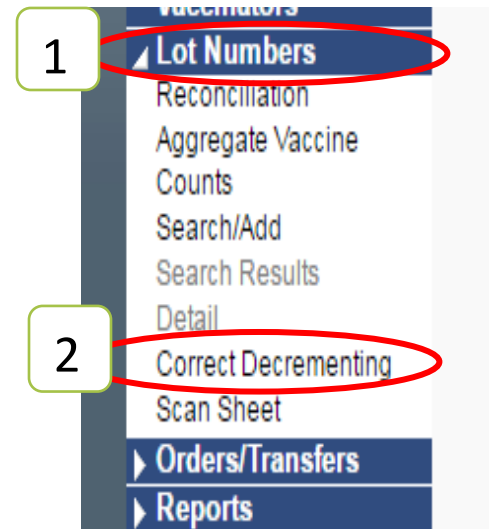 Vaccinators
1
Lot Numbers
Reconciliation
Aggregate Vaccine
Counts
Search/Add
Search Results
Detail
2
Correct Decrementing
Scan Sheet
Orders/Transfers
Reports